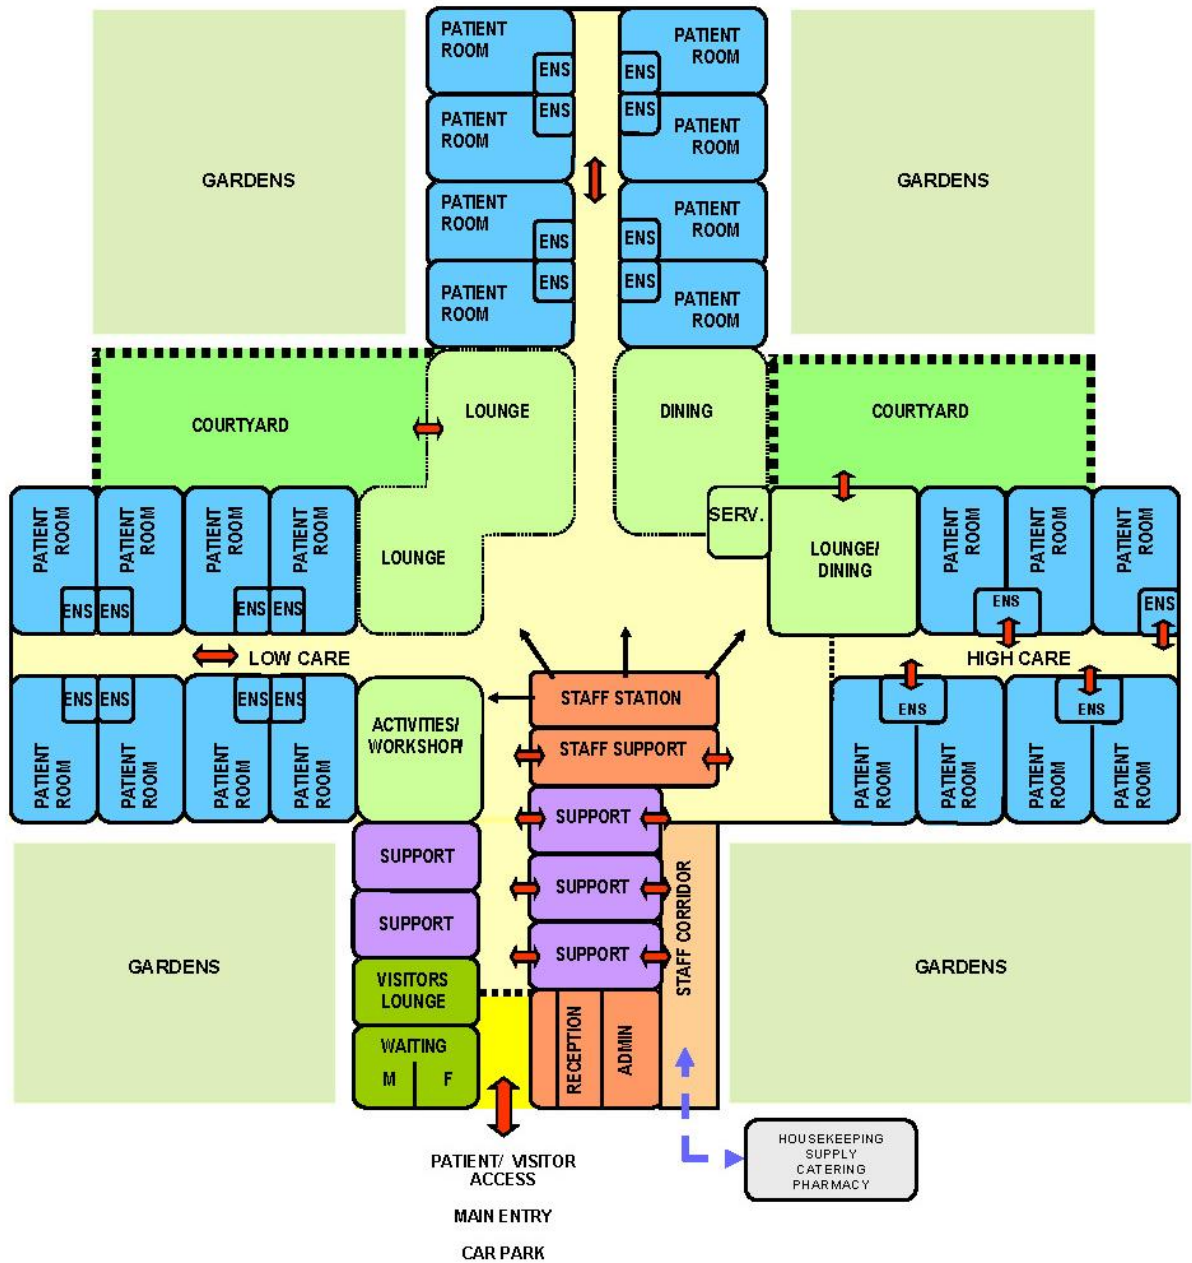 PATIENT
ROOM
ENS
PATIENT
ROOM
ENS
PATIENT
ROOM
ENS
PATIENT
ROOM
ENS
GARDENS
GARDENS
PATIENT
ROOM
ENS
PATIENT
ROOM
ENS
PATIENT
ROOM
ENS
PATIENT
ROOM
ENS
COURTYARD
LOUNGE
DINING
COURTYARD
PATIENT
ROOM
PATIENT
ROOM
PATIENT
ROOM
PATIENT
ROOM
ENS
ENS
ENS
ENS
LOUNGE
SERV.
LOUNGE/
DINING
PATIENT
ROOM
PATIENT
ROOM
PATIENT
ROOM
ENS
ENS
LOW CARE
HIGH CARE
ENS
ENS
ENS
ENS
PATIENT
ROOM
PATIENT
ROOM
PATIENT
ROOM
PATIENT
ROOM
ACTIVITIES/
WORKSHOP/
STAFF STATION
STAFF SUPPORT
ENS
ENS
PATIENT
ROOM
PATIENT
ROOM
PATIENT
ROOM
PATIENT
ROOM
SUPPORT
SUPPORT
SUPPORT
SUPPORT
SUPPORT
STAFF CORRIDOR
GARDENS
GARDENS
VISITORS
LOUNGE
WAITING
M
F
RECEPTION
ADMIN
PATIENT/ VISITOR
ACCESS
MAIN ENTRY
CAR PARK
HOUSEKEEPING
SUPPLY
CATERING
PHARMACY